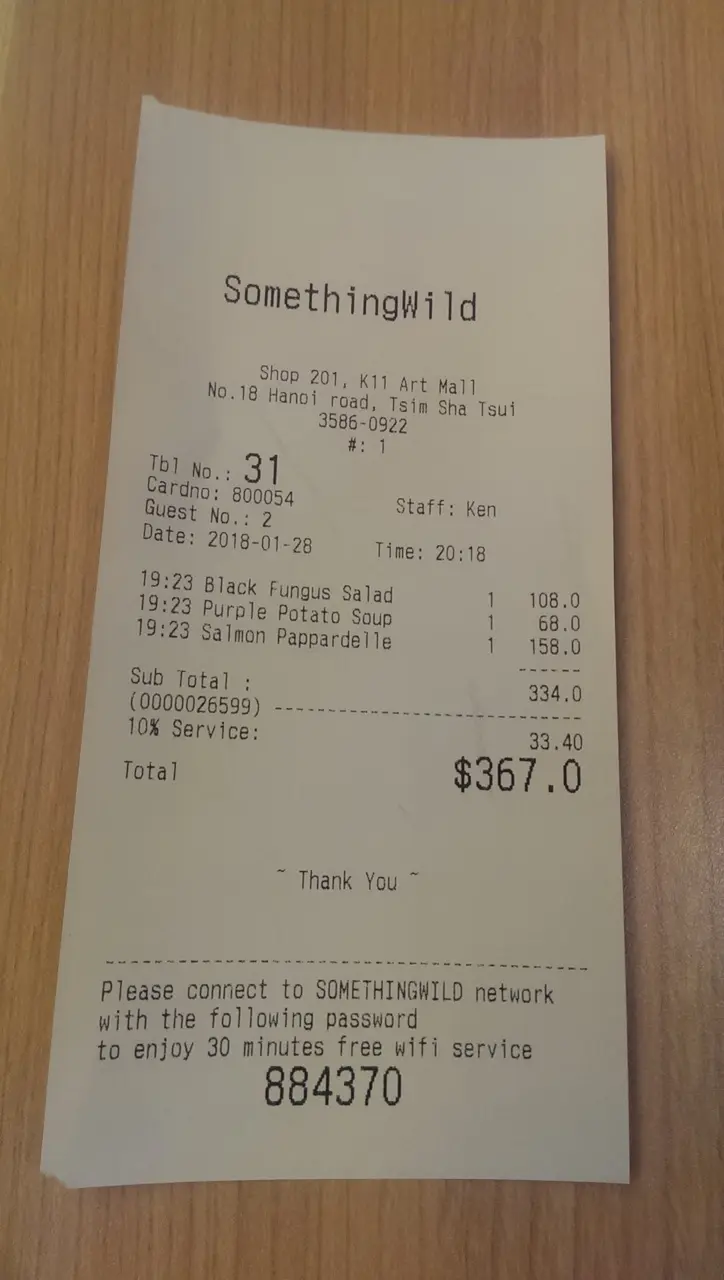 SomethingWild
Shop 201, K11 Art Mall
No.18 Hanoi road, Tsim Sha Tsui
3586-0922
#: 1
Tbl No.: 31
Cardno: 800054 Staff: Ken
Guest No.: 2
Date: 2018-01-28 Time: 20:18
19:23 Black Fungus Salad 1 108.0
19:23 Purple Potato Soup 1 68.0
19:23 Salmon Pappardelle 1 158.0
------
Sub Total : 334.0
(0000026599) ------------------------------
10% Service: 33.40
Total $367.0
~ Thank You ~
------------------------------------------------
Please connect to SOMETHINGWILD network
with the following password
to enjoy 30 minutes free wifi service
884370